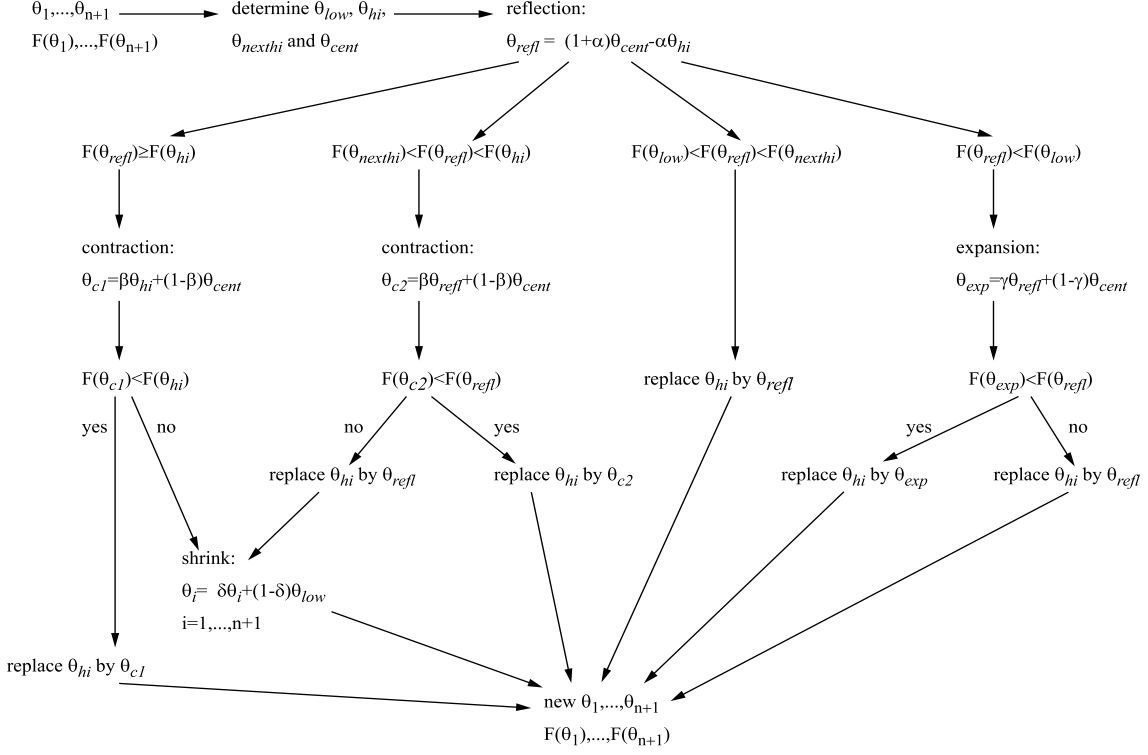 θ1,...,θn+1
F(θ1),...,F(θn+1)
determine θlow, θhi,
θnexthi and θcent
reflection:
θrefl = (1+α)θcent-αθhi
F(θrefl)≥F(θhi)
F(θnexthi)<F(θrefl)<F(θhi)
F(θlow)<F(θrefl)<F(θnexthi)
F(θrefl)<F(θlow)
contraction:
θc1=βθhi+(1-β)θcent
contraction:
θc2=βθrefl+(1-β)θcent
expansion:
θexp=γθrefl+(1-γ)θcent
F(θc1)<F(θhi)
F(θc2)<F(θrefl)
replace θhi by θrefl
F(θexp)<F(θrefl)
yes
no
no
yes
yes
no
replace θhi by θrefl
replace θhi by θc2
replace θhi by θexp
replace θhi by θrefl
shrink:
θi= δθi+(1-δ)θlow
i=1,...,n+1
replace θhi by θc1
new θ1,...,θn+1
F(θ1),...,F(θn+1)